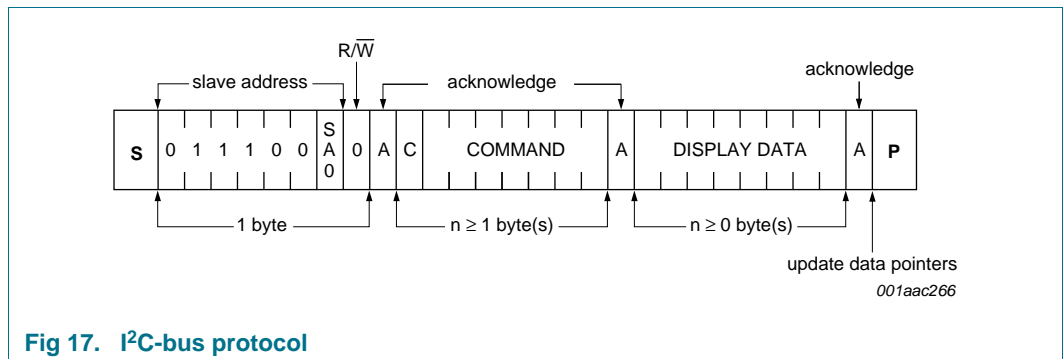 R/W̅
slave address
acknowledge
acknowledge
S 0 1 1 1 0 0 SA0 0 A C COMMAND A DISPLAY DATA A P
1 byte
n ≥ 1 byte(s)
n ≥ 0 byte(s)
update data pointers
001aac266
Fig 17. I²C-bus protocol